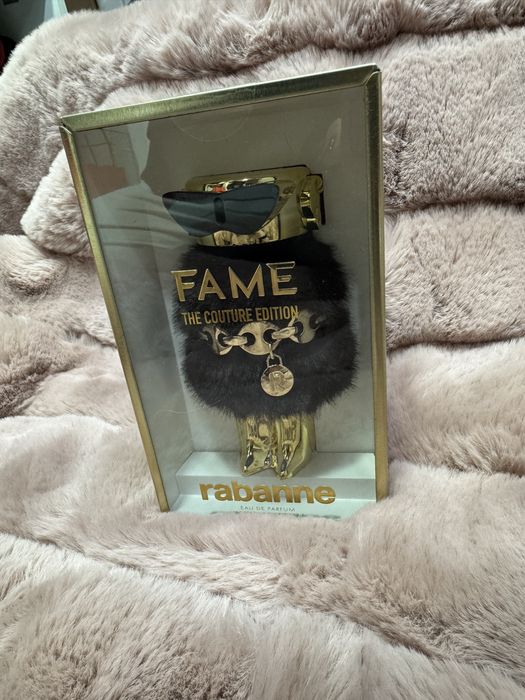 FAME
THE COUTURE EDITION
rabanne
EAU DE PARFUM